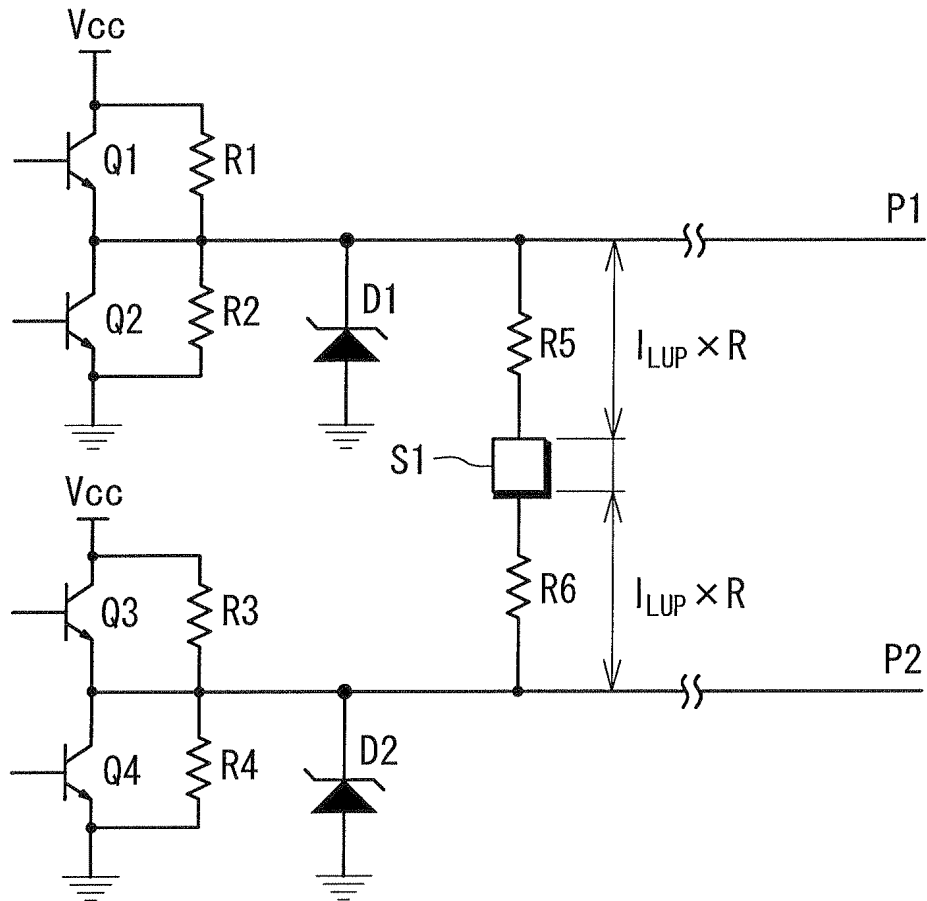 Vcc
Q1
R1
P1
Q2
R2
D1
R5
I_LUP × R
S1
Vcc
Q3
R3
R6
I_LUP × R
P2
Q4
R4
D2